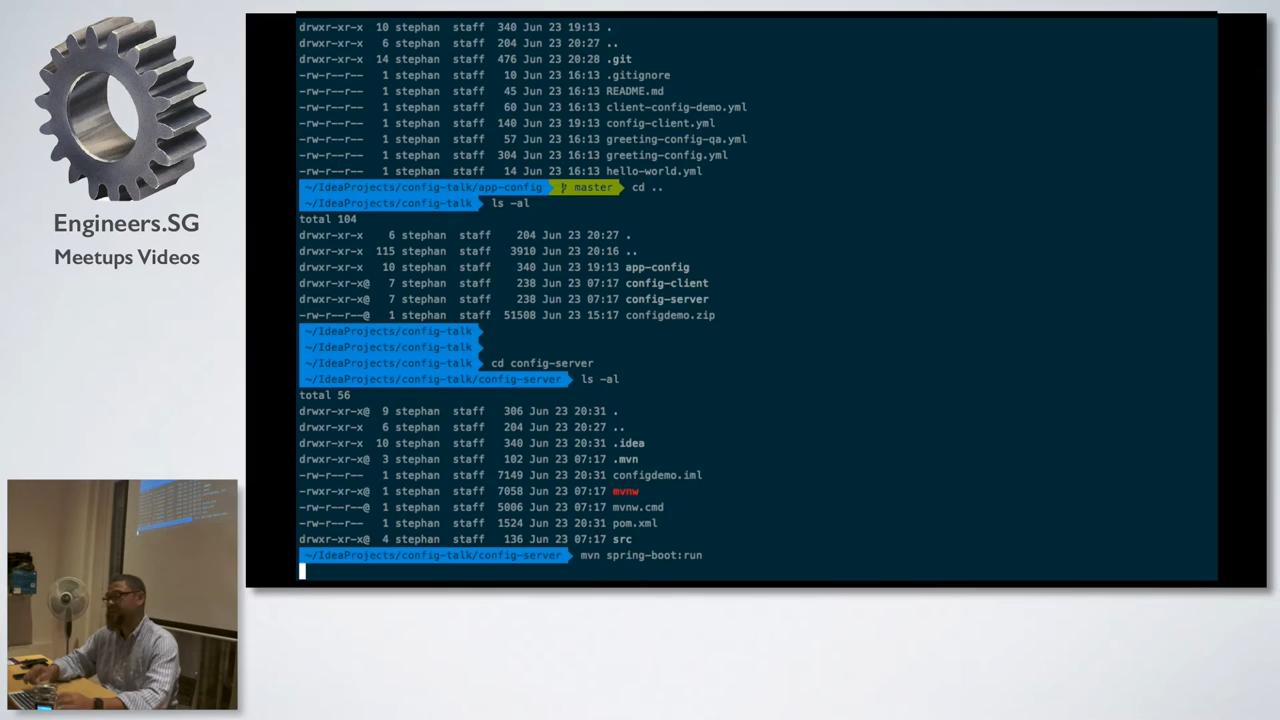 Engineers.SG
Meetups Videos
drwxr-xr-x  10 stephan  staff   340 Jun 23 19:13 .
drwxr-xr-x   6 stephan  staff   204 Jun 23 20:27 ..
drwxr-xr-x  14 stephan  staff   476 Jun 23 20:28 .git
-rw-r--r--   1 stephan  staff    10 Jun 23 16:13 .gitignore
-rw-r--r--   1 stephan  staff    45 Jun 23 16:13 README.md
-rw-r--r--   1 stephan  staff    60 Jun 23 16:13 client-config-demo.yml
-rw-r--r--   1 stephan  staff   140 Jun 23 19:13 config-client.yml
-rw-r--r--   1 stephan  staff    57 Jun 23 16:13 greeting-config-qa.yml
-rw-r--r--   1 stephan  staff   304 Jun 23 16:13 greeting-config.yml
-rw-r--r--   1 stephan  staff    14 Jun 23 16:13 hello-world.yml
~/IdeaProjects/config-talk/app-config master cd ..
~/IdeaProjects/config-talk ls -al
total 104
drwxr-xr-x    6 stephan  staff    204 Jun 23 20:27 .
drwxr-xr-x  115 stephan  staff   3910 Jun 23 20:16 ..
drwxr-xr-x   10 stephan  staff    340 Jun 23 19:13 app-config
drwxr-xr-x@   7 stephan  staff    238 Jun 23 07:17 config-client
drwxr-xr-x@   7 stephan  staff    238 Jun 23 07:17 config-server
-rw-r--r--@   1 stephan  staff  51508 Jun 23 15:17 configdemo.zip
~/IdeaProjects/config-talk
~/IdeaProjects/config-talk
~/IdeaProjects/config-talk cd config-server
~/IdeaProjects/config-talk/config-server ls -al
total 56
drwxr-xr-x@  9 stephan  staff   306 Jun 23 20:31 .
drwxr-xr-x   6 stephan  staff   204 Jun 23 20:27 ..
drwxr-xr-x  10 stephan  staff   340 Jun 23 20:31 .idea
drwxr-xr-x@  3 stephan  staff   102 Jun 23 07:17 .mvn
-rw-r--r--   1 stephan  staff  7149 Jun 23 20:31 configdemo.iml
-rwxr-xr-x@  1 stephan  staff  7058 Jun 23 07:17 mvnw
-rw-r--r--@  1 stephan  staff  5006 Jun 23 07:17 mvnw.cmd
-rw-r--r--   1 stephan  staff  1524 Jun 23 20:31 pom.xml
drwxr-xr-x@  4 stephan  staff   136 Jun 23 07:17 src
~/IdeaProjects/config-talk/config-server mvn spring-boot:run